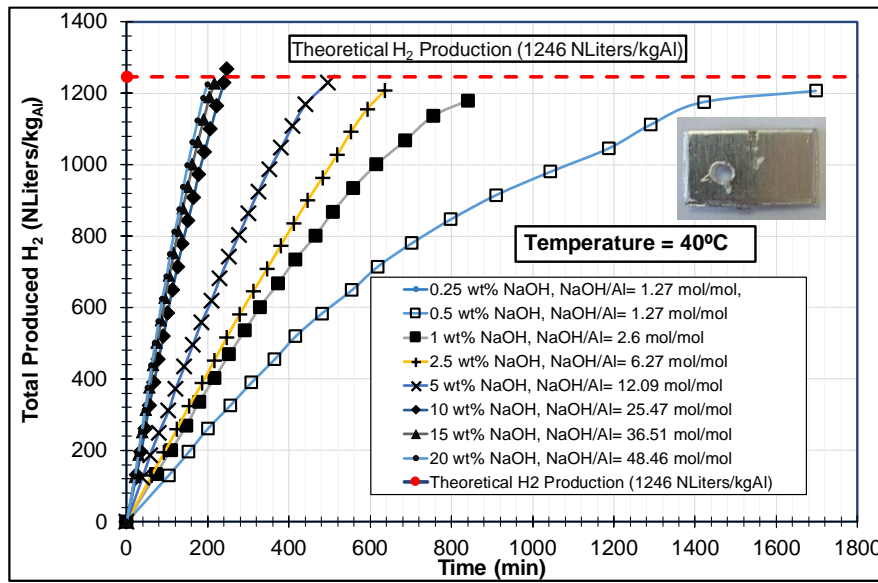 Theoretical H₂ Production (1246 NLiters/kgAl)
Total Produced H₂ (NLiters/kg_Al)
1400
1200
1000
800
600
400
200
0
Temperature = 40ºC
0.25 wt% NaOH, NaOH/Al= 1.27 mol/mol,
0.5 wt% NaOH, NaOH/Al= 1.27 mol/mol
1 wt% NaOH, NaOH/Al= 2.6 mol/mol
2.5 wt% NaOH, NaOH/Al= 6.27 mol/mol
5 wt% NaOH, NaOH/Al= 12.09 mol/mol
10 wt% NaOH, NaOH/Al= 25.47 mol/mol
15 wt% NaOH, NaOH/Al= 36.51 mol/mol
20 wt% NaOH, NaOH/Al= 48.46 mol/mol
Theoretical H2 Production (1246 NLiters/kgAl)
0 200 400 600 800 1000 1200 1400 1600 1800
Time (min)